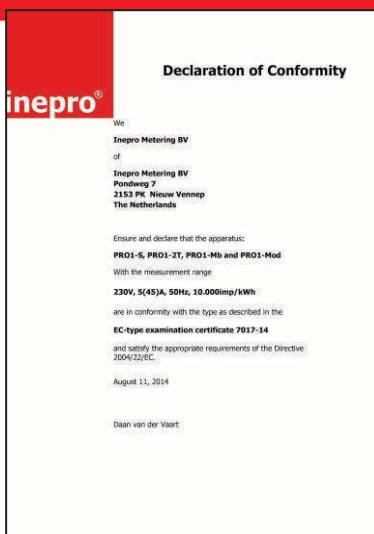 Declaration of Conformity
inepro®
We
Inepro Metering BV
of
Inepro Metering BV
Pondweg 7
2153 PK Nieuw Vennep
The Netherlands
Ensure and declare that the apparatus:
PRO1-S, PRO1-2T, PRO1-Mb and PRO1-Mod
With the measurement range
230V, 5(45)A, 50Hz, 10.000imp/kWh
are in conformity with the type as described in the
EC-type examination certificate 7017-14
and satisfy the appropriate requirements of the Directive
2004/22/EC.
August 11, 2014
Daan van der Vaart